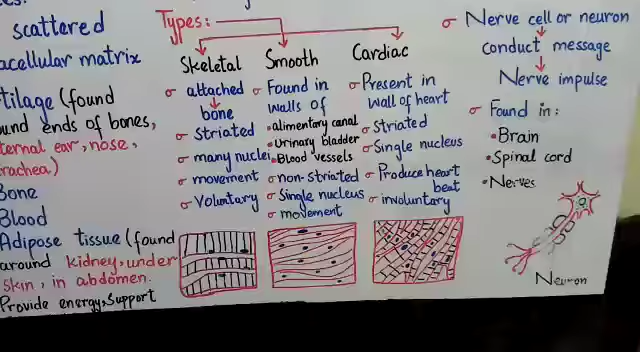 scattered
acellular matrix
tilage (found
und ends of bones,
ternal ear, nose,
rachea)
Bone
Blood
Adipose tissue (found
around kidney, under
skin, in abdomen.
Provide energy, support
Types:
Skeletal
attached
bone
Striated
many nuclei
movement
Voluntary
Smooth
Found in
walls of
alimentary canal
Urinary bladder
Blood vessels
non-striated
Single nucleus
movement
Cardiac
Present in
wall of heart
Striated
Single nucleus
Produce heart
beat
involuntary
Nerve cell or neuron
conduct message
Nerve impulse
Found in:
Brain
Spinal cord
Nerves
Neuron